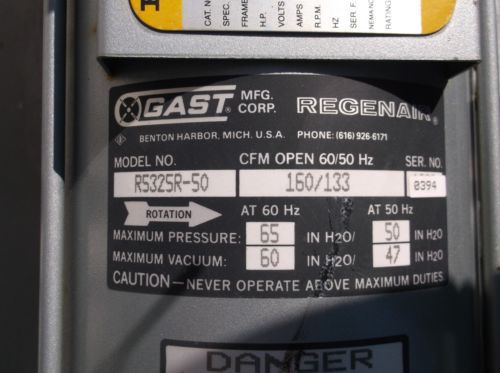 CAT. N
SPEC.
FRAME
H.P.
VOLTS
AMPS
R.P.M.
HZ
SER. F.
NEMA NO
RATING
GAST® MFG. CORP. REGENAIR®
BENTON HARBOR, MICH. U.S.A. PHONE: (616) 926-6171
MODEL NO. CFM OPEN 60/50 Hz SER. NO.
R5325R-50 160/133 0394
ROTATION AT 60 Hz AT 50 Hz
MAXIMUM PRESSURE: 65 IN H2O/ 50 IN H2O
MAXIMUM VACUUM: 60 IN H2O/ 47 IN H2O
CAUTION—NEVER OPERATE ABOVE MAXIMUM DUTIES
DANGER